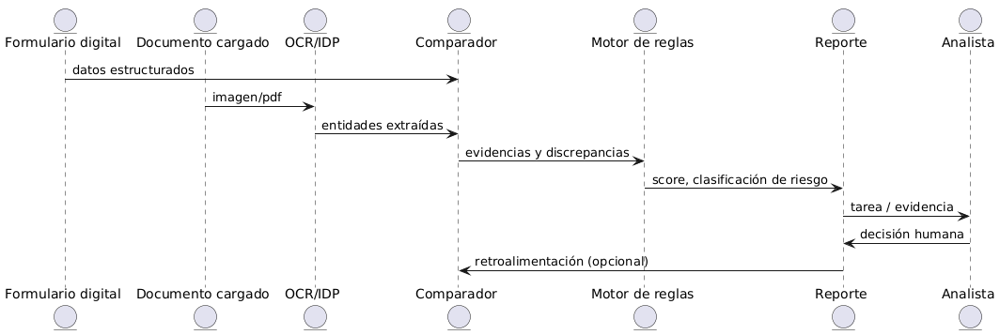 Formulario digital
Documento cargado
OCR/IDP
Comparador
Motor de reglas
Reporte
Analista
datos estructurados
imagen/pdf
entidades extraídas
evidencias y discrepancias
score, clasificación de riesgo
tarea / evidencia
decisión humana
retroalimentación (opcional)
Formulario digital
Documento cargado
OCR/IDP
Comparador
Motor de reglas
Reporte
Analista